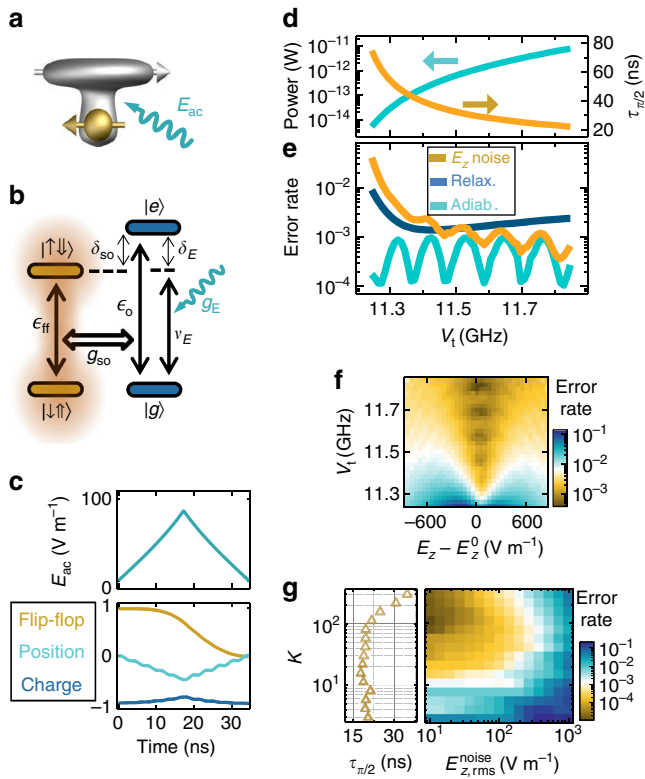 a
E_ac
b
|e⟩
|↑⇓⟩
δ_so
δ_E
g_E
ϵ_ff
ϵ_o
ν_E
g_so
|↓⇑⟩
|g⟩
c
100
E_ac (V m⁻¹)
0
Flip-flop
Position
Charge
1
0
−1
0 10 20 30
Time (ns)
d
Power (W)
10⁻¹¹
10⁻¹²
10⁻¹³
10⁻¹⁴
80
60
40
20
τ_π/2 (ns)
e
E_z noise
Relax.
Adiab.
Error rate
10⁻²
10⁻³
10⁻⁴
11.3 11.5 11.7
V_t (GHz)
f
V_t (GHz)
11.7
11.5
11.3
−600 0 600
E_z − E_z⁰ (V m⁻¹)
Error
rate
10⁻¹
10⁻²
10⁻³
g
K
10²
10¹
15 30
τ_π/2 (ns)
10¹ 10² 10³
E_z,rms^noise (V m⁻¹)
Error
rate
10⁻¹
10⁻²
10⁻³
10⁻⁴